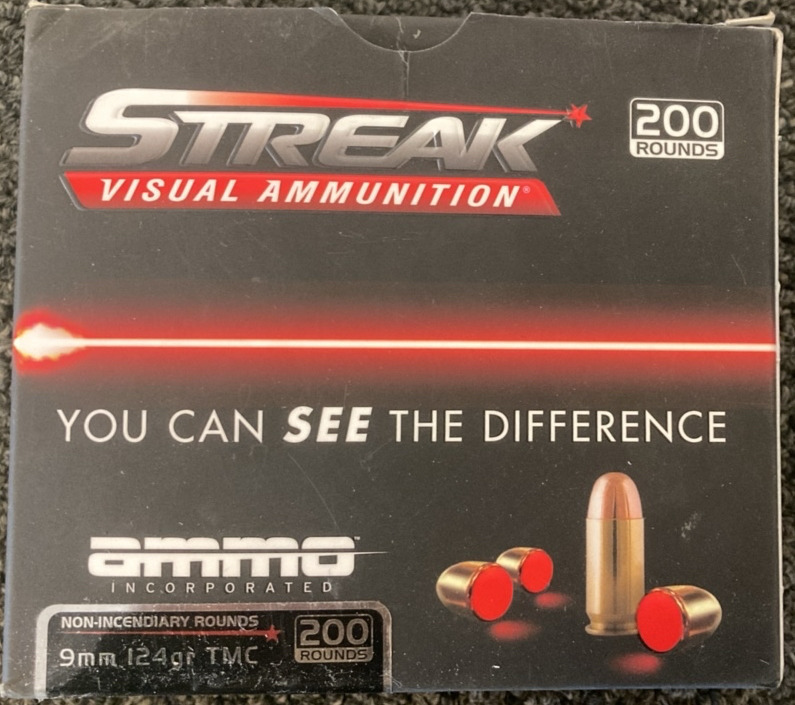 STREAK
VISUAL AMMUNITION®
200
ROUNDS
YOU CAN SEE THE DIFFERENCE
ammo™
INCORPORATED
NON-INCENDIARY ROUNDS
9mm 124gr TMC
200
ROUNDS